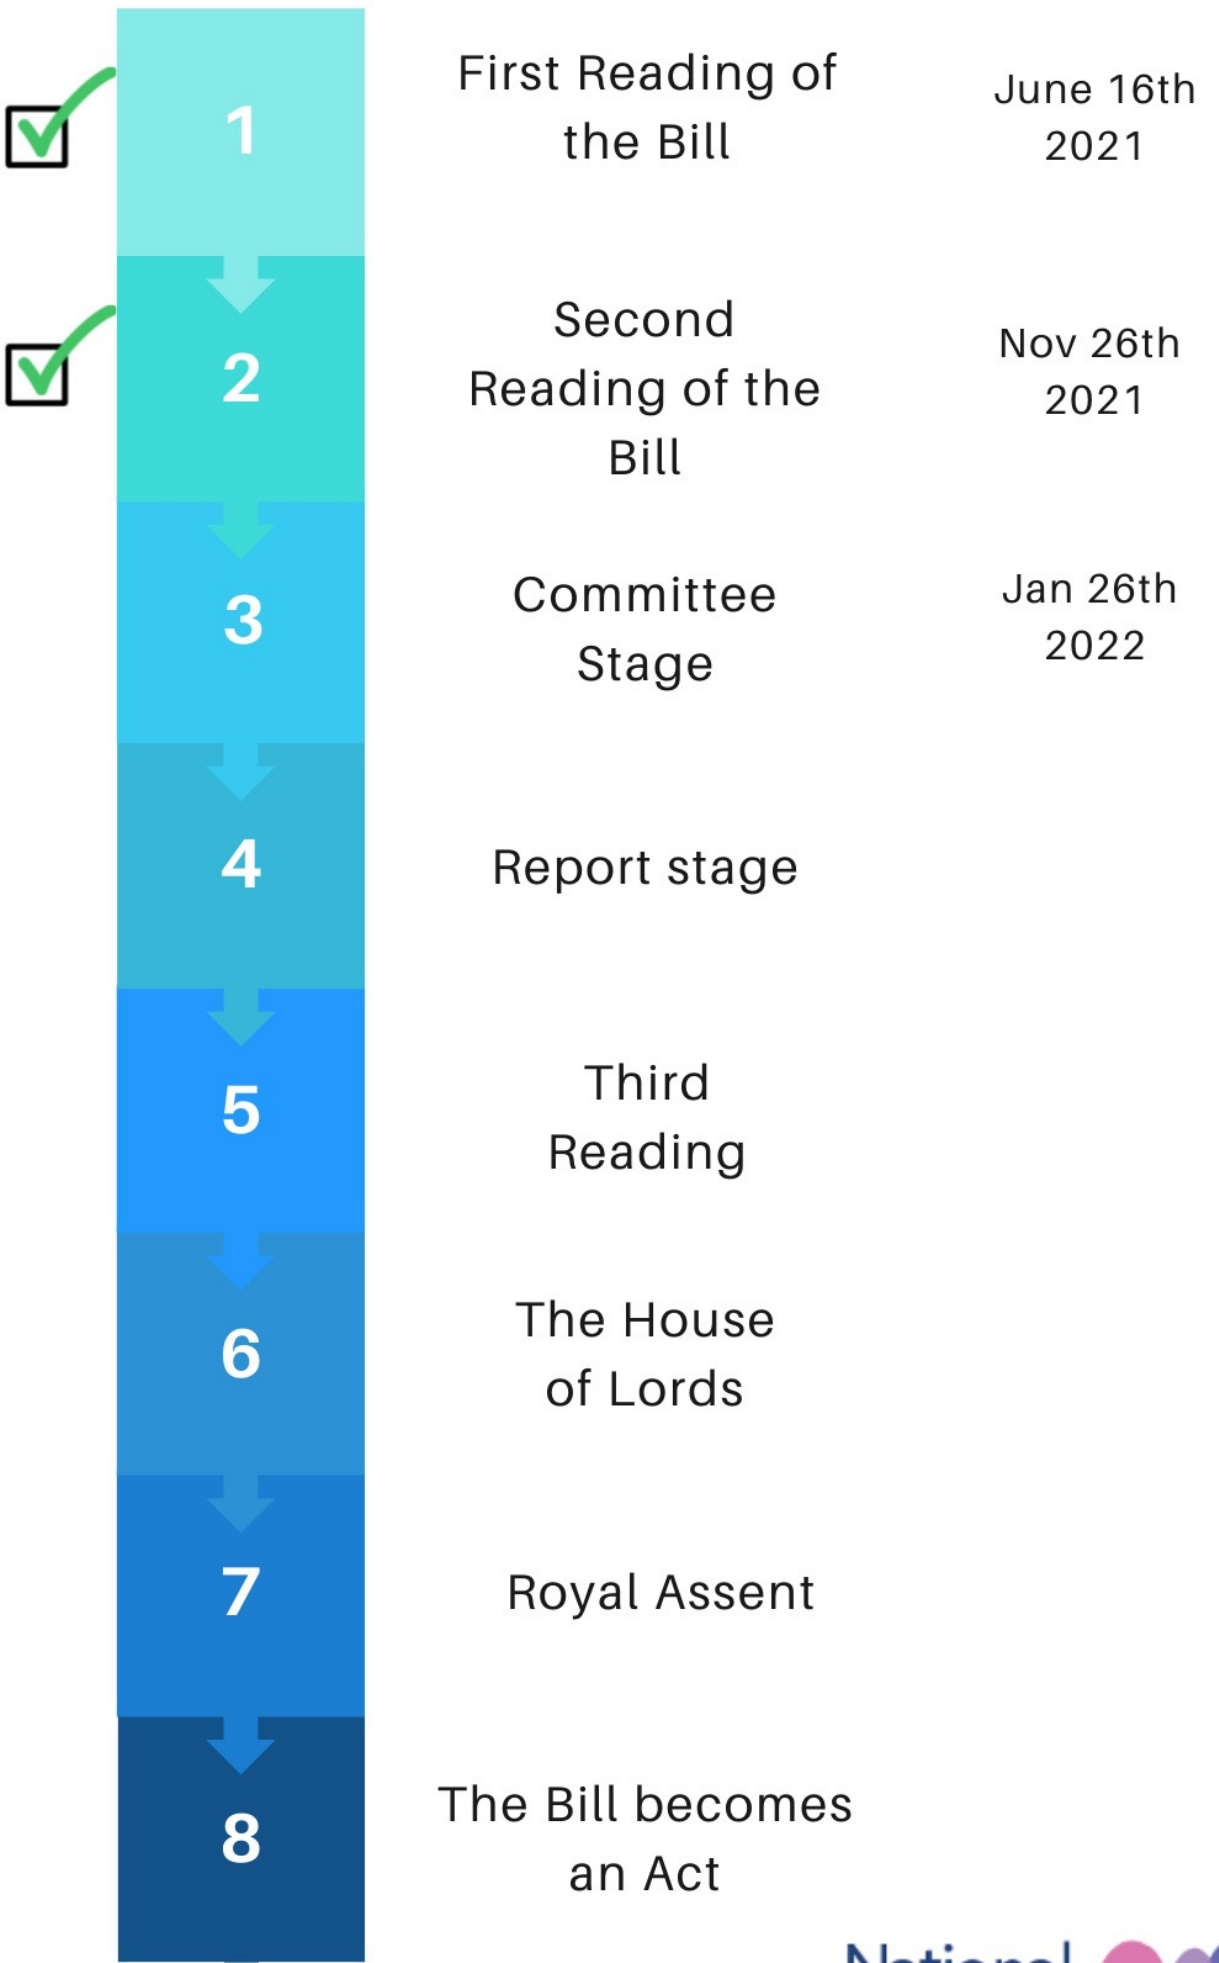 1
First Reading of
the Bill
June 16th
2021
2
Second
Reading of the
Bill
Nov 26th
2021
3
Committee
Stage
Jan 26th
2022
4
Report stage
5
Third
Reading
6
The House
of Lords
7
Royal Assent
8
The Bill becomes
an Act
National